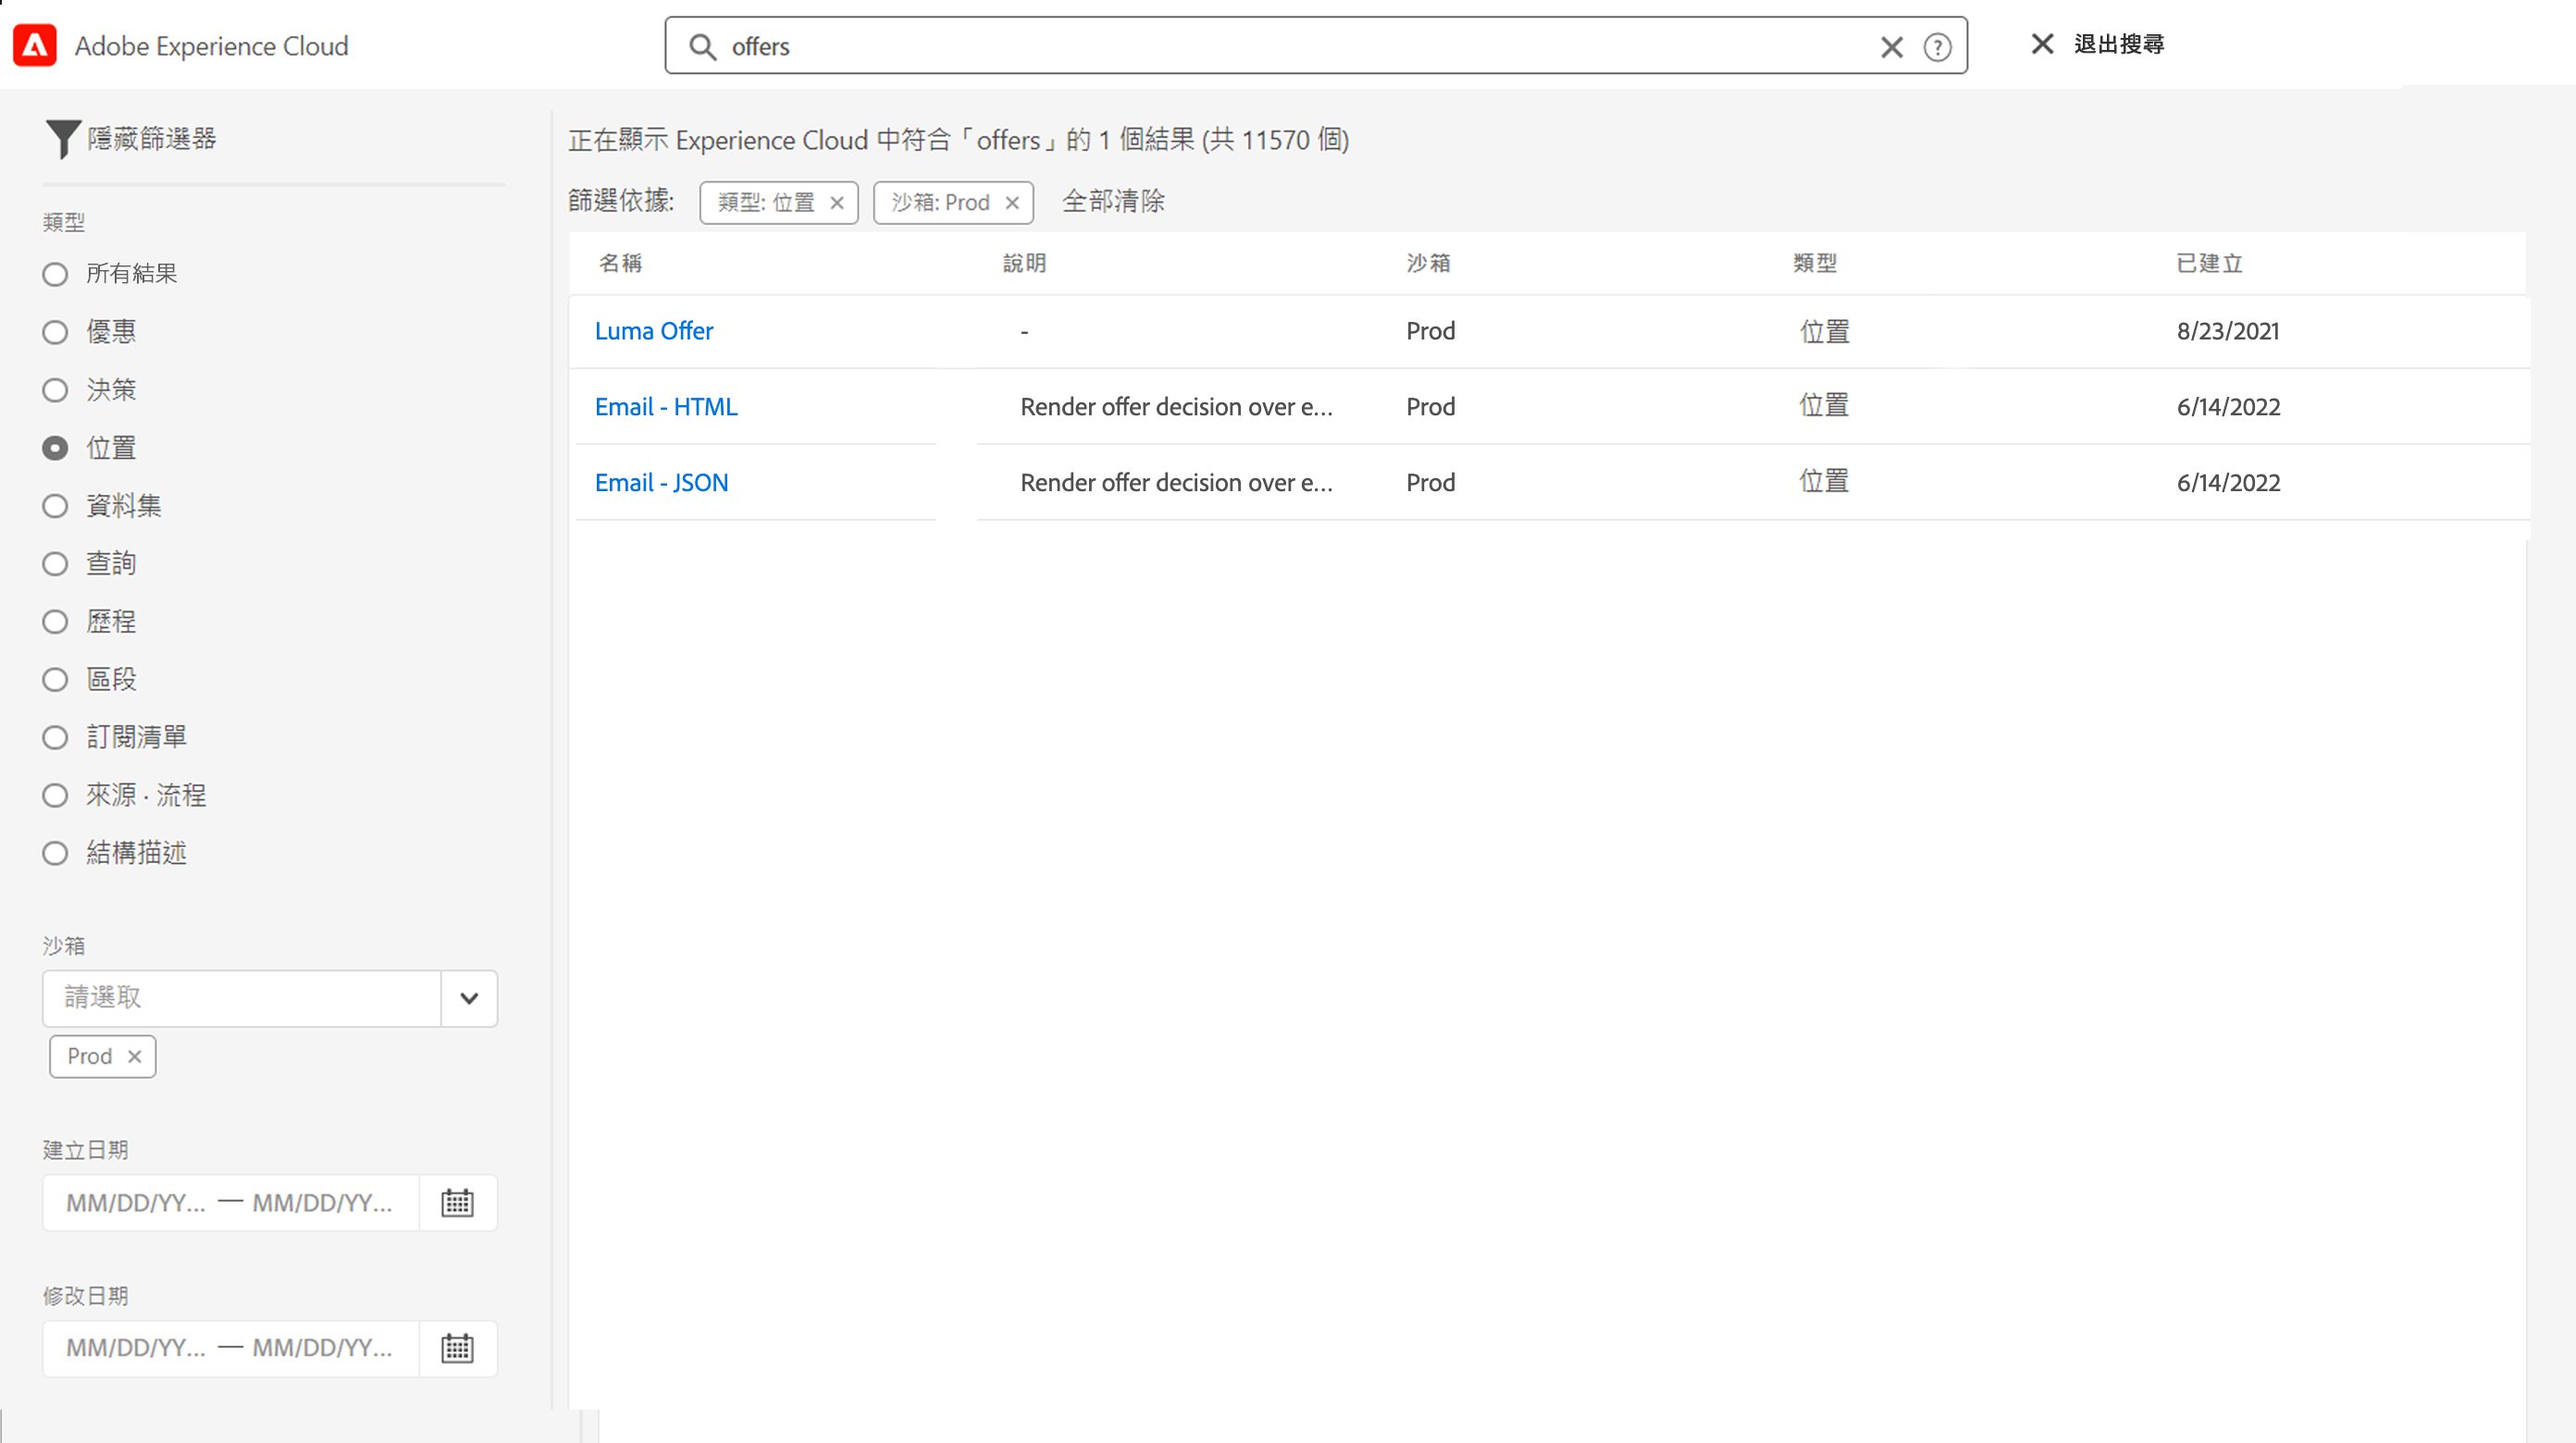 Adobe Experience Cloud
offers
退出搜尋
隱藏篩選器
類型
所有結果
優惠
決策
位置
資料集
查詢
歷程
區段
訂閱清單
來源 · 流程
結構描述
沙箱
請選取
Prod
建立日期
MM/DD/YY... — MM/DD/YY...
修改日期
MM/DD/YY... — MM/DD/YY...
正在顯示 Experience Cloud 中符合「offers」的 1 個結果 (共 11570 個)
篩選依據: 類型: 位置 沙箱: Prod 全部清除
名稱 說明 沙箱 類型 已建立
Luma Offer - Prod 位置 8/23/2021
Email - HTML Render offer decision over e... Prod 位置 6/14/2022
Email - JSON Render offer decision over e... Prod 位置 6/14/2022